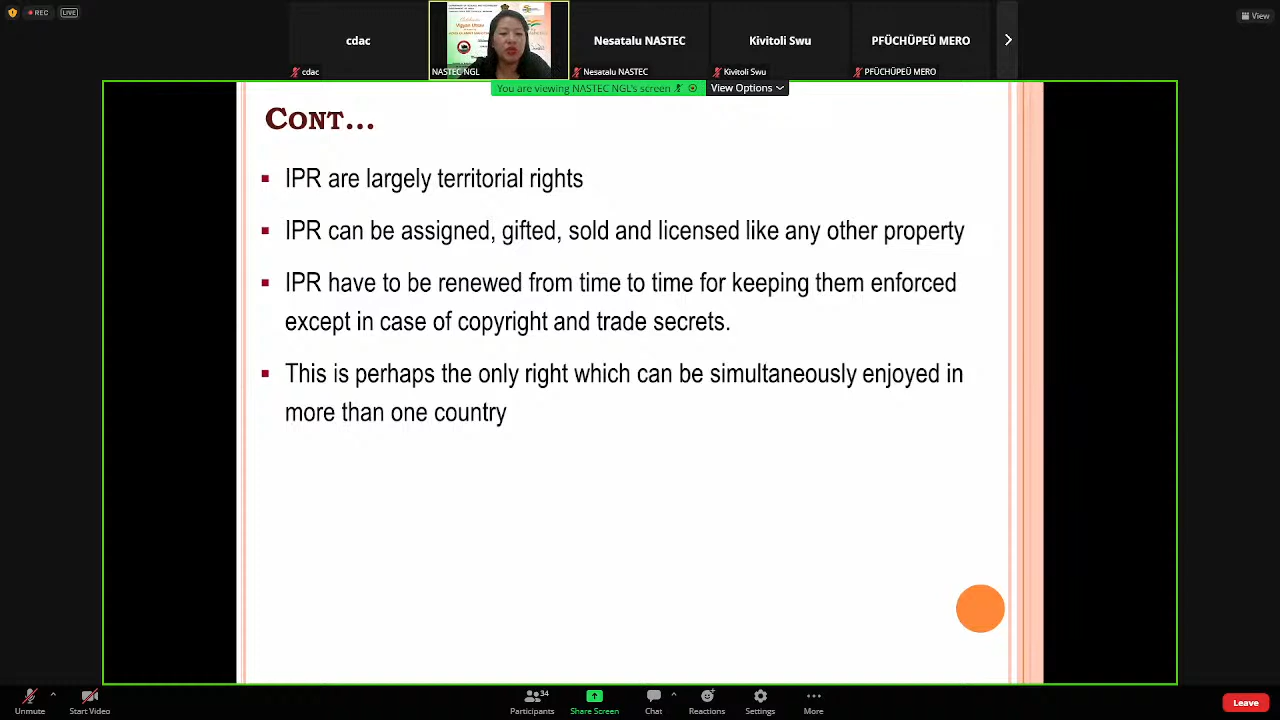 REC
LIVE
View
cdac
Nesatalu NASTEC
Kivitoli Swu
PFÜCHÜPEÜ MERO
cdac
NASTEC NGL
Nesatalu NASTEC
Kivitoli Swu
PFÜCHÜPEÜ MERO
You are viewing NASTEC NGL's screen
View Options
CONT...
IPR are largely territorial rights
IPR can be assigned, gifted, sold and licensed like any other property
IPR have to be renewed from time to time for keeping them enforced
except in case of copyright and trade secrets.
This is perhaps the only right which can be simultaneously enjoyed in
more than one country
34
Unmute
Start Video
Participants
Share Screen
Chat
Reactions
Settings
More
Leave